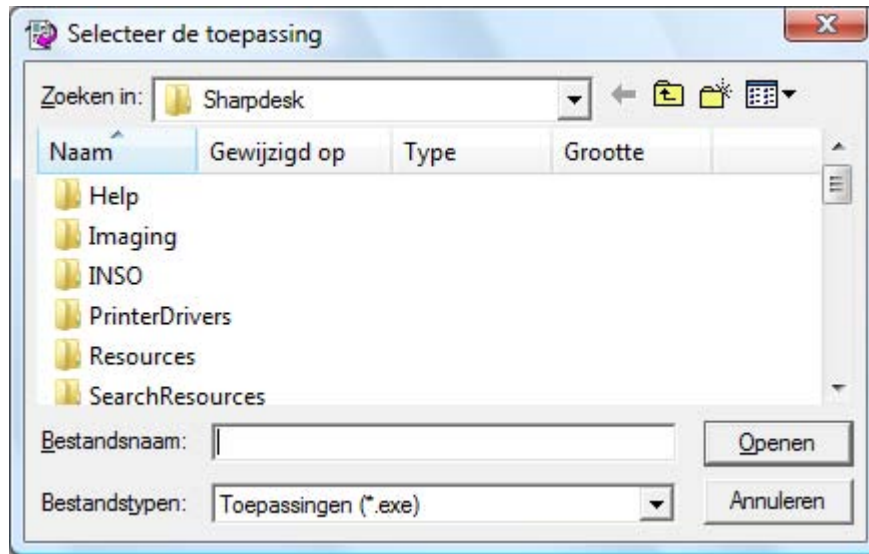 Selecteer de toepassing
Zoeken in: Sharpdesk
Naam Gewijzigd op Type Grootte
Help
Imaging
INSO
PrinterDrivers
Resources
SearchResources
Bestandsnaam: Openen
Bestandstypen: Toepassingen (*.exe) Annuleren